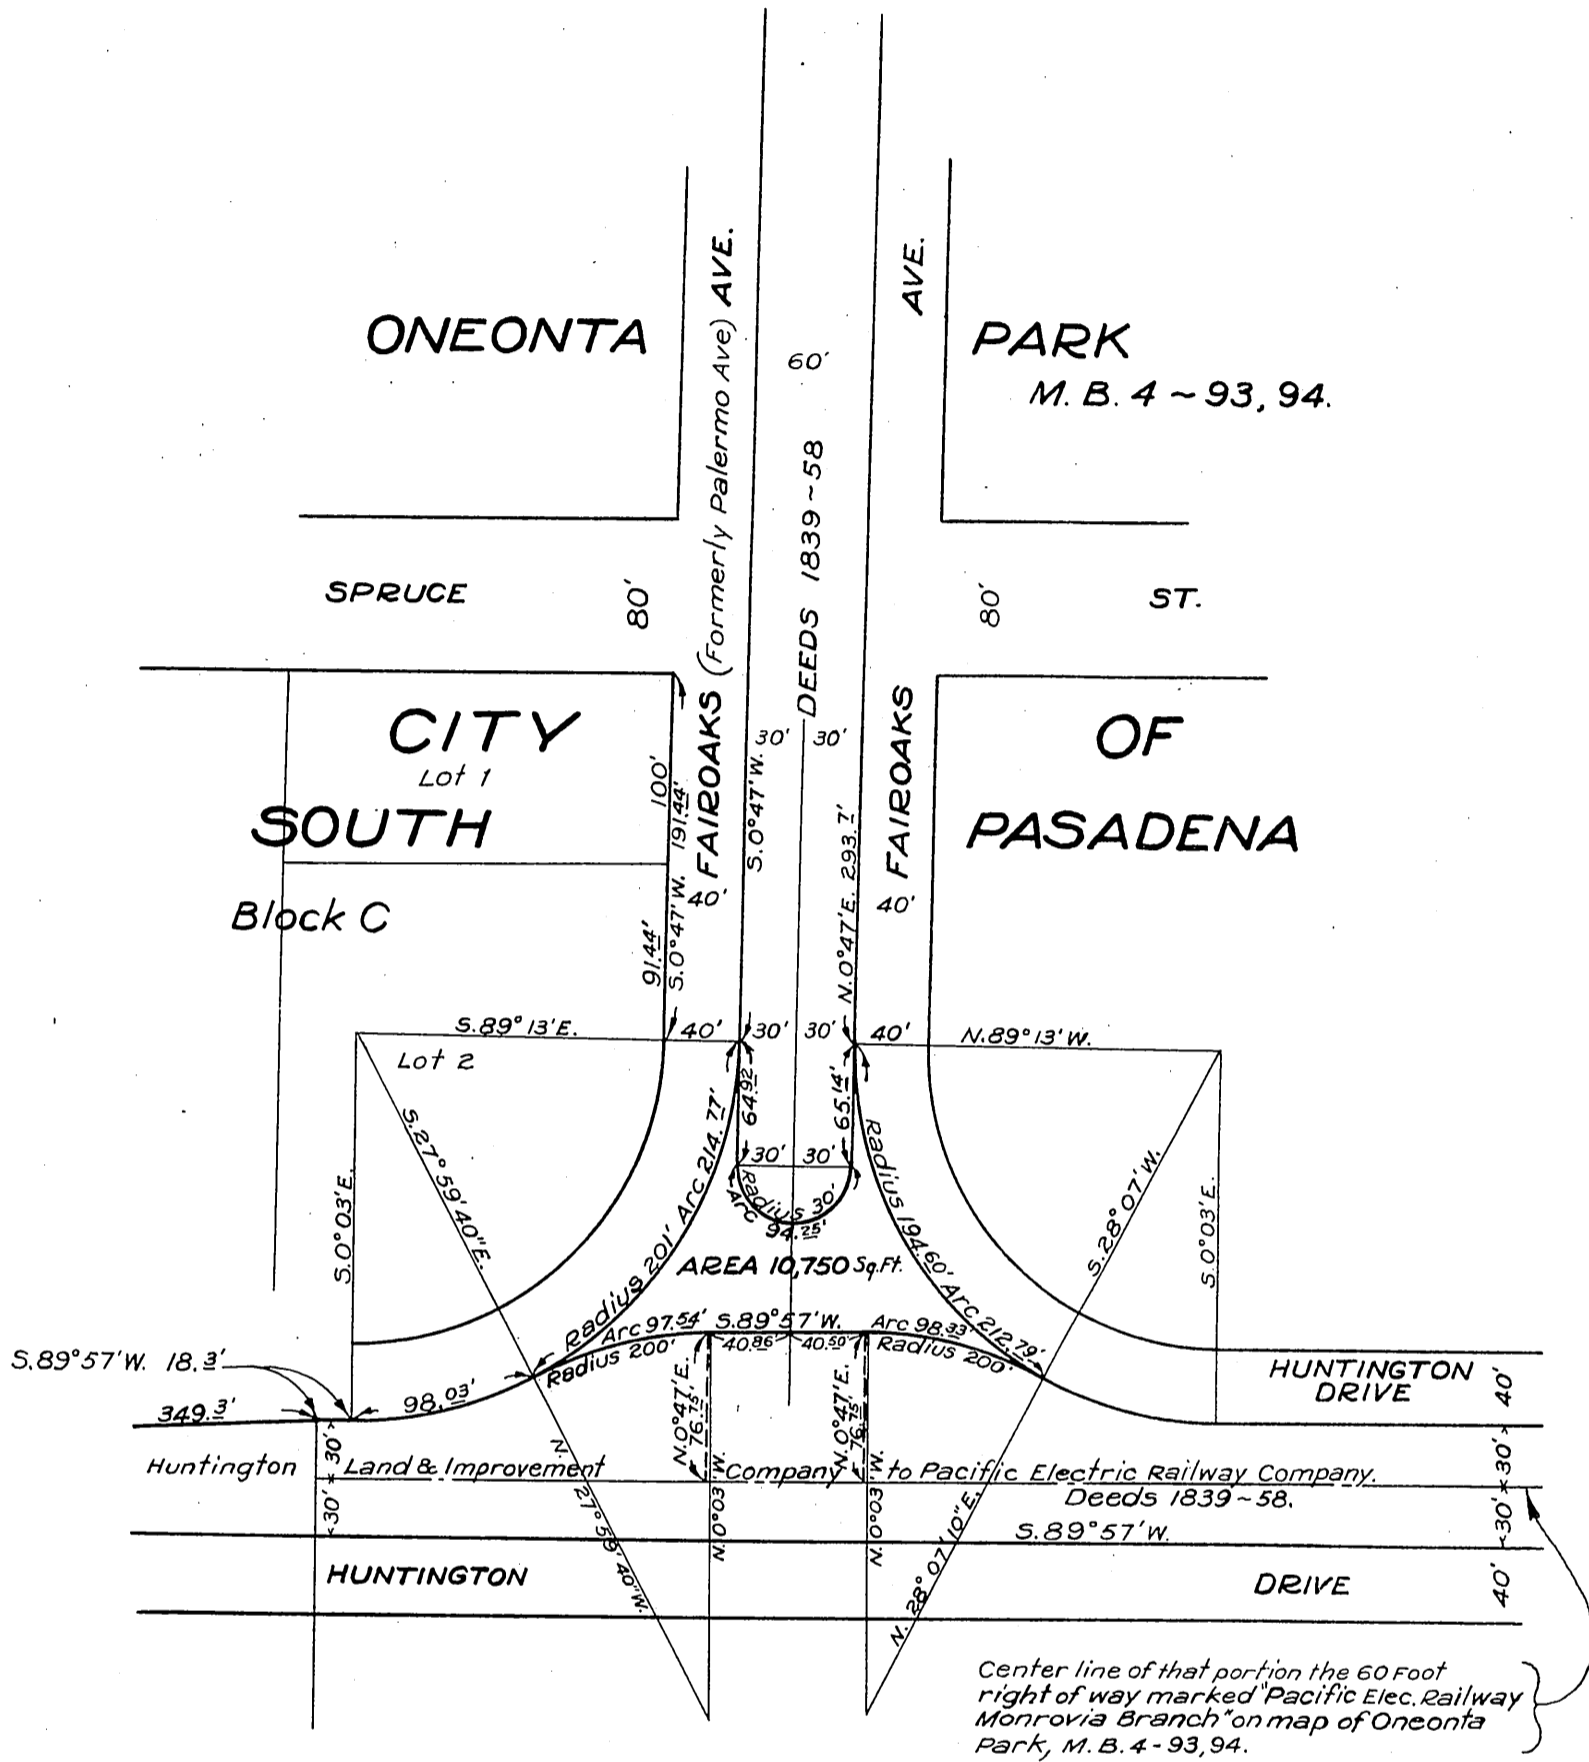 ONEONTA
PARK
M. B. 4 ~ 93, 94.
FAIROAKS (Formerly Palermo Ave) AVE.
60'
DEEDS 1839 ~ 58
FAIROAKS AVE.
SPRUCE
80'
80'
ST.
CITY
OF
Lot 1
SOUTH
PASADENA
Block C
100'
91.44'
S.0°47'W. 191.44'
40'
S.0°47'W.
30' 30'
N.0°47'E. 293.7'
40'
S.89°13'E.
40' 30' 30' 40'
N.89°13'W.
Lot 2
64.92
65.14'
S.0°03'E.
S.27°59'40"E.
Radius 201' Arc 214.77'
30' 30'
Radius 30'
Arc 94.25'
Radius 194.60' Arc 212.79'
S.28°07'W.
S.0°03'E.
AREA 10,750 Sq.Ft.
Arc 97.54'
Radius 200'
S.89°57'W.
40.86 40.50'
Arc 98.33'
Radius 200'
S.89°57'W. 18.3'
349.3'
98.03'
N.0°47'E.
76.75'
N.0°47'E.
76.75'
HUNTINGTON
DRIVE
40'
Huntington Land & Improvement Company to Pacific Electric Railway Company.
Deeds 1839 ~ 58.
30'
30'
30'
30'
S.89°57'W.
N. 27°59'40"W.
N.0°03'W.
N.0°03'W.
N. 28°07'10"E.
HUNTINGTON
DRIVE
40'
Center line of that portion the 60 Foot
right of way marked "Pacific Elec. Railway
Monrovia Branch" on map of Oneonta
Park, M. B. 4 - 93, 94.